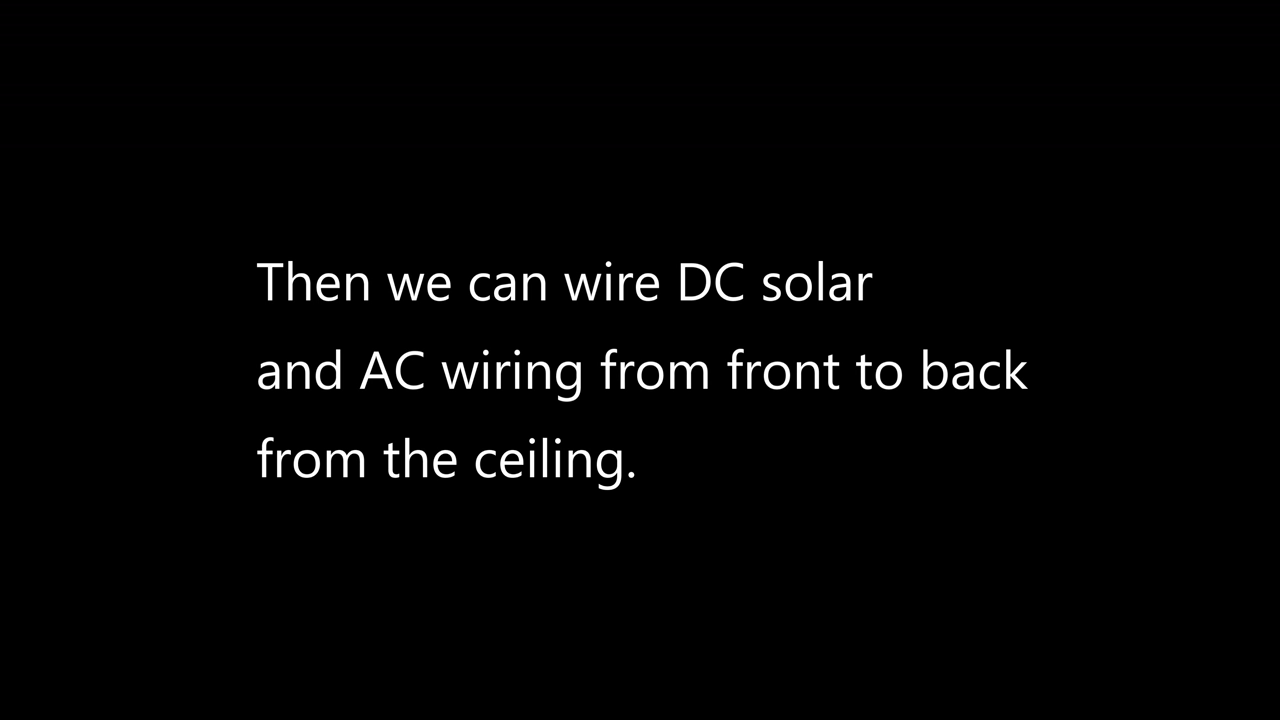 Then we can wire DC solar
and AC wiring from front to back
from the ceiling.